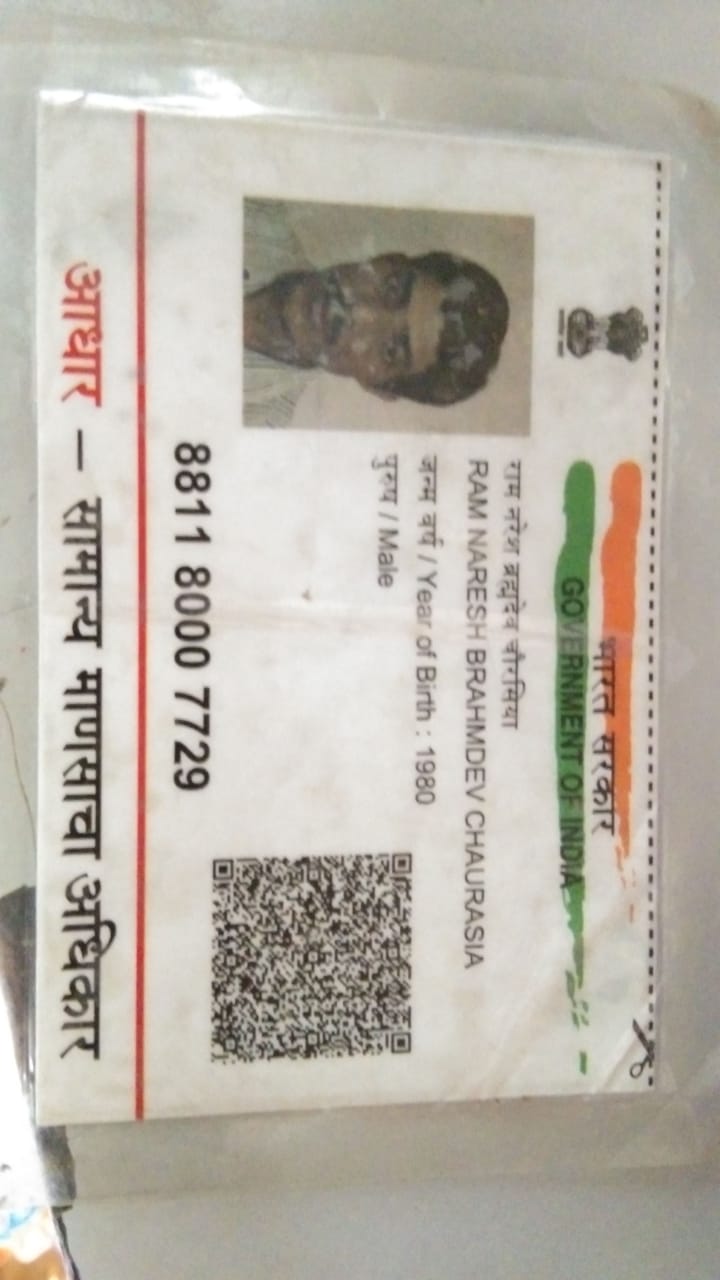 भारत सरकार
GOVERNMENT OF INDIA
राम नरेश ब्रह्मदेव चौरसिया
RAM NARESH BRAHMDEV CHAURASIA
जन्म वर्ष / Year of Birth : 1980
पुरुष / Male
8811 8000 7729
आधार – सामान्य माणसाचा अधिकार